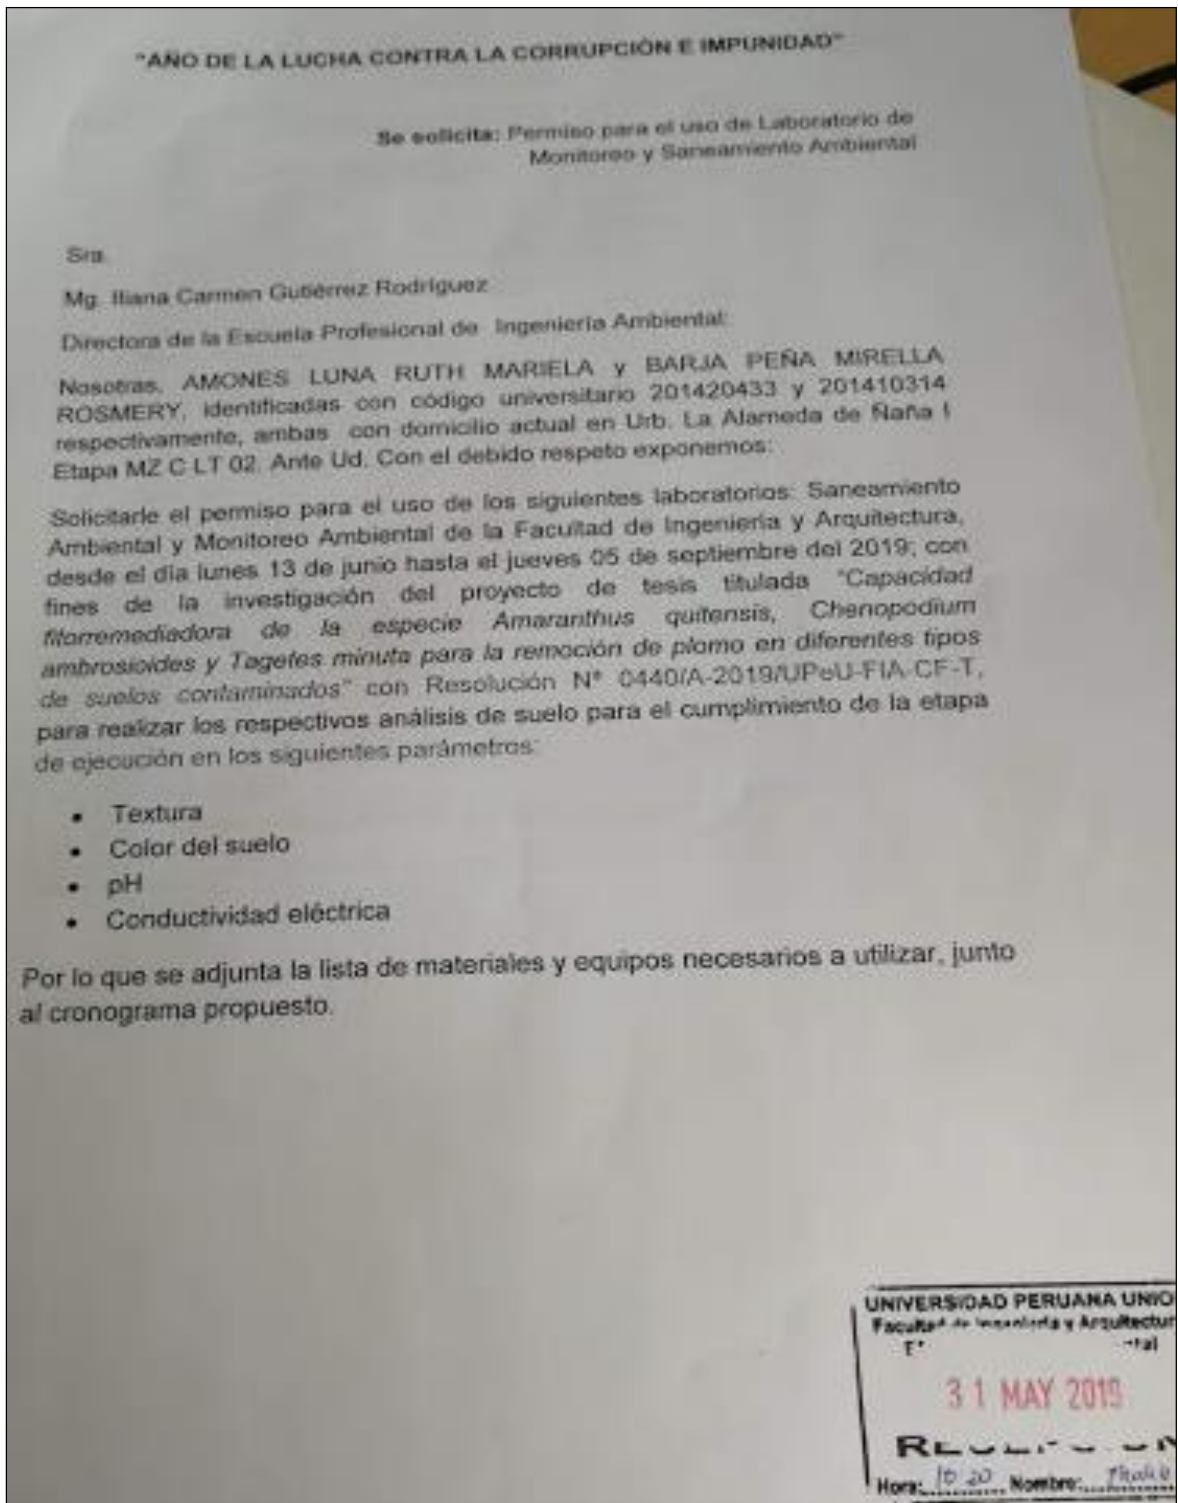 "AÑO DE LA LUCHA CONTRA LA CORRUPCIÓN E IMPUNIDAD"
Se solicita: Permiso para el uso de Laboratorio de
Monitoreo y Saneamiento Ambiental
Sra.
Mg. Iliana Carmen Gutiérrez Rodríguez
Directora de la Escuela Profesional de Ingeniería Ambiental:
Nosotras, AMONES LUNA RUTH MARIELA y BARJA PEÑA MIRELLA
ROSMERY, identificadas con código universitario 201420433 y 201410314
respectivamente, ambas con domicilio actual en Urb. La Alameda de Ñaña I
Etapa MZ C LT 02. Ante Ud. Con el debido respeto exponemos:
Solicitarle el permiso para el uso de los siguientes laboratorios: Saneamiento
Ambiental y Monitoreo Ambiental de la Facultad de Ingeniería y Arquitectura,
desde el día lunes 13 de junio hasta el jueves 05 de septiembre del 2019; con
fines de la investigación del proyecto de tesis titulada "Capacidad
fitorremediadora de la especie Amaranthus quitensis, Chenopodium
ambrosioides y Tagetes minuta para la remoción de plomo en diferentes tipos
de suelos contaminados" con Resolución N° 0440/A-2019/UPeU-FIA-CF-T,
para realizar los respectivos análisis de suelo para el cumplimiento de la etapa
de ejecución en los siguientes parámetros:
• Textura
• Color del suelo
• pH
• Conductividad eléctrica
Por lo que se adjunta la lista de materiales y equipos necesarios a utilizar, junto
al cronograma propuesto.
UNIVERSIDAD PERUANA UNIO
Facultad de Ingeniería y Arquitectur
31 MAY 2019
Hora: 10 20 Nombre: